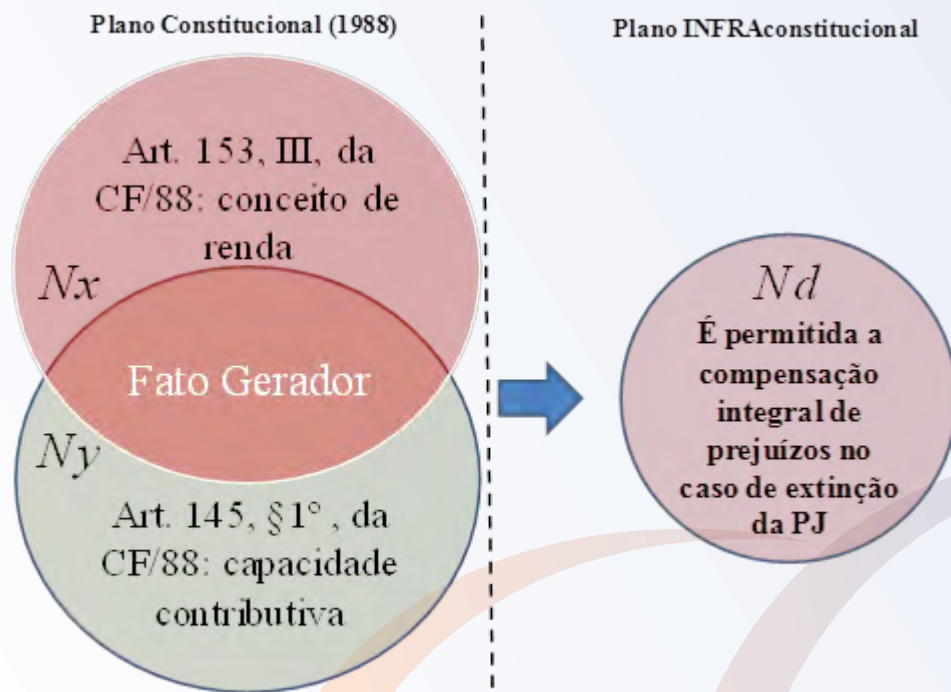 Plano Constitucional (1988)
Plano INFRAconstitucional
Art. 153, III, da
CF/88: conceito de
renda
Nx
Fato Gerador
Ny
Art. 145, §1°, da
CF/88: capacidade
contributiva
Nd
É permitida a
compensação
integral de
prejuízos no
caso de extinção
da PJ